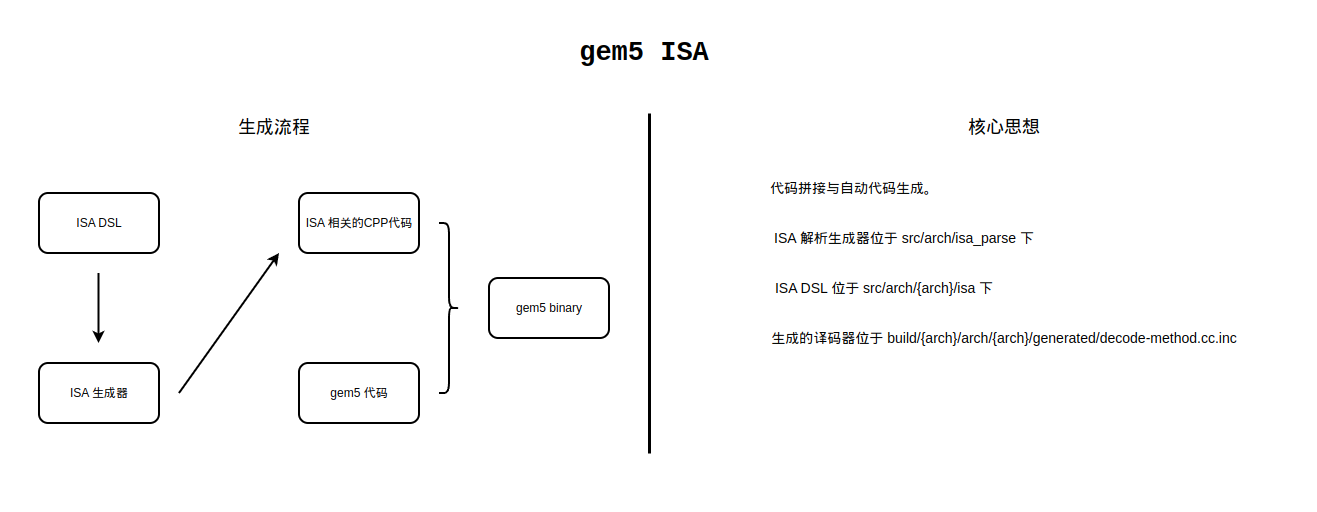 gem5 ISA
生成流程
ISA DSL
ISA 相关的CPP代码
gem5 binary
ISA 生成器
gem5 代码
核心思想
代码拼接与自动代码生成。
ISA 解析生成器位于 src/arch/isa_parse 下
ISA DSL 位于 src/arch/{arch}/isa 下
生成的译码器位于 build/{arch}/arch/{arch}/generated/decode-method.cc.inc